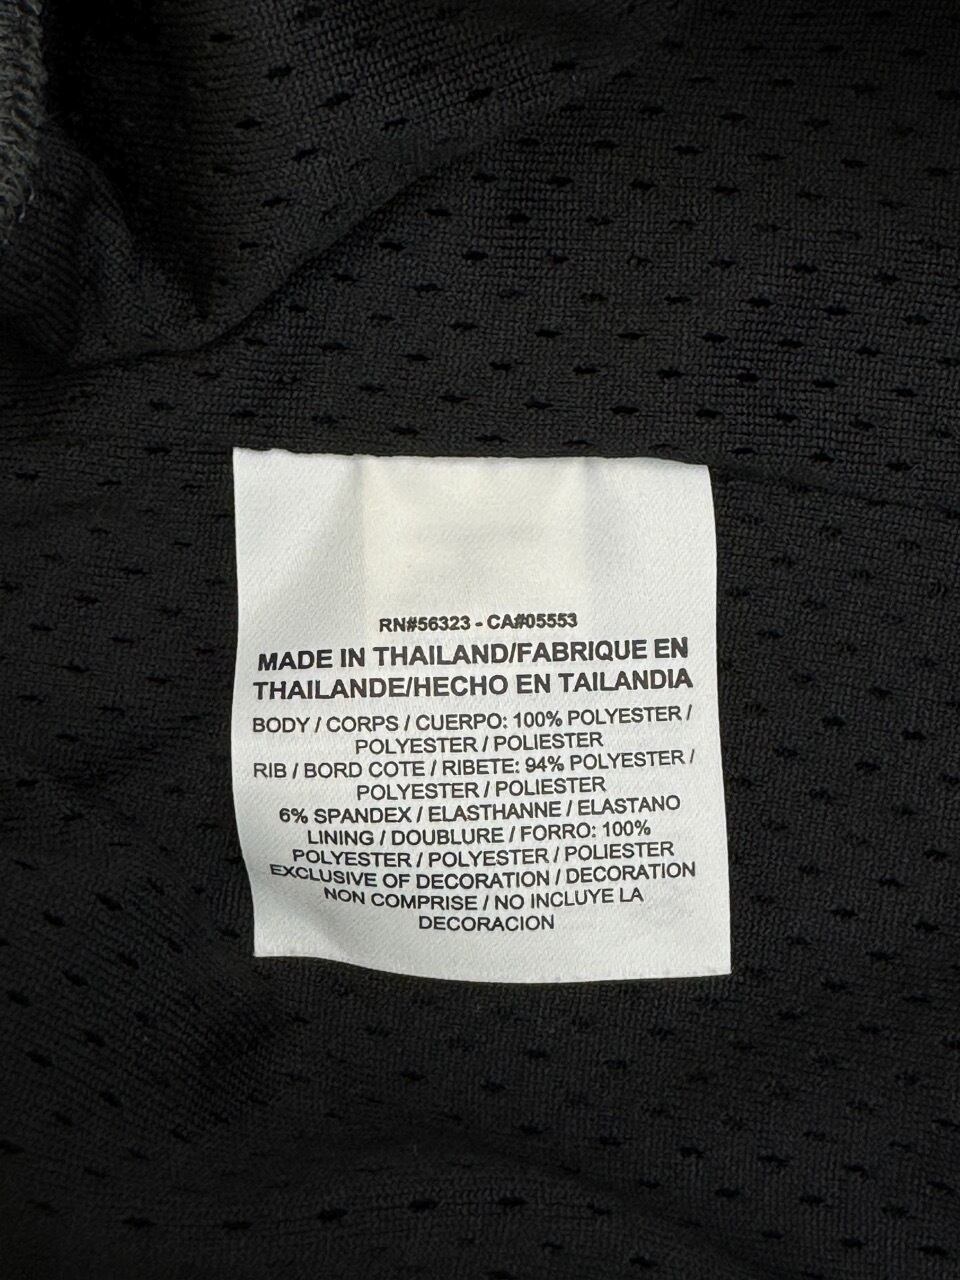 RN#56323 - CA#05553
MADE IN THAILAND/FABRIQUE EN
THAILANDE/HECHO EN TAILANDIA
BODY / CORPS / CUERPO: 100% POLYESTER /
POLYESTER / POLIESTER
RIB / BORD COTE / RIBETE: 94% POLYESTER /
POLYESTER / POLIESTER
6% SPANDEX / ELASTHANNE / ELASTANO
LINING / DOUBLURE / FORRO: 100%
POLYESTER / POLYESTER / POLIESTER
EXCLUSIVE OF DECORATION / DECORATION
NON COMPRISE / NO INCLUYE LA
DECORACION